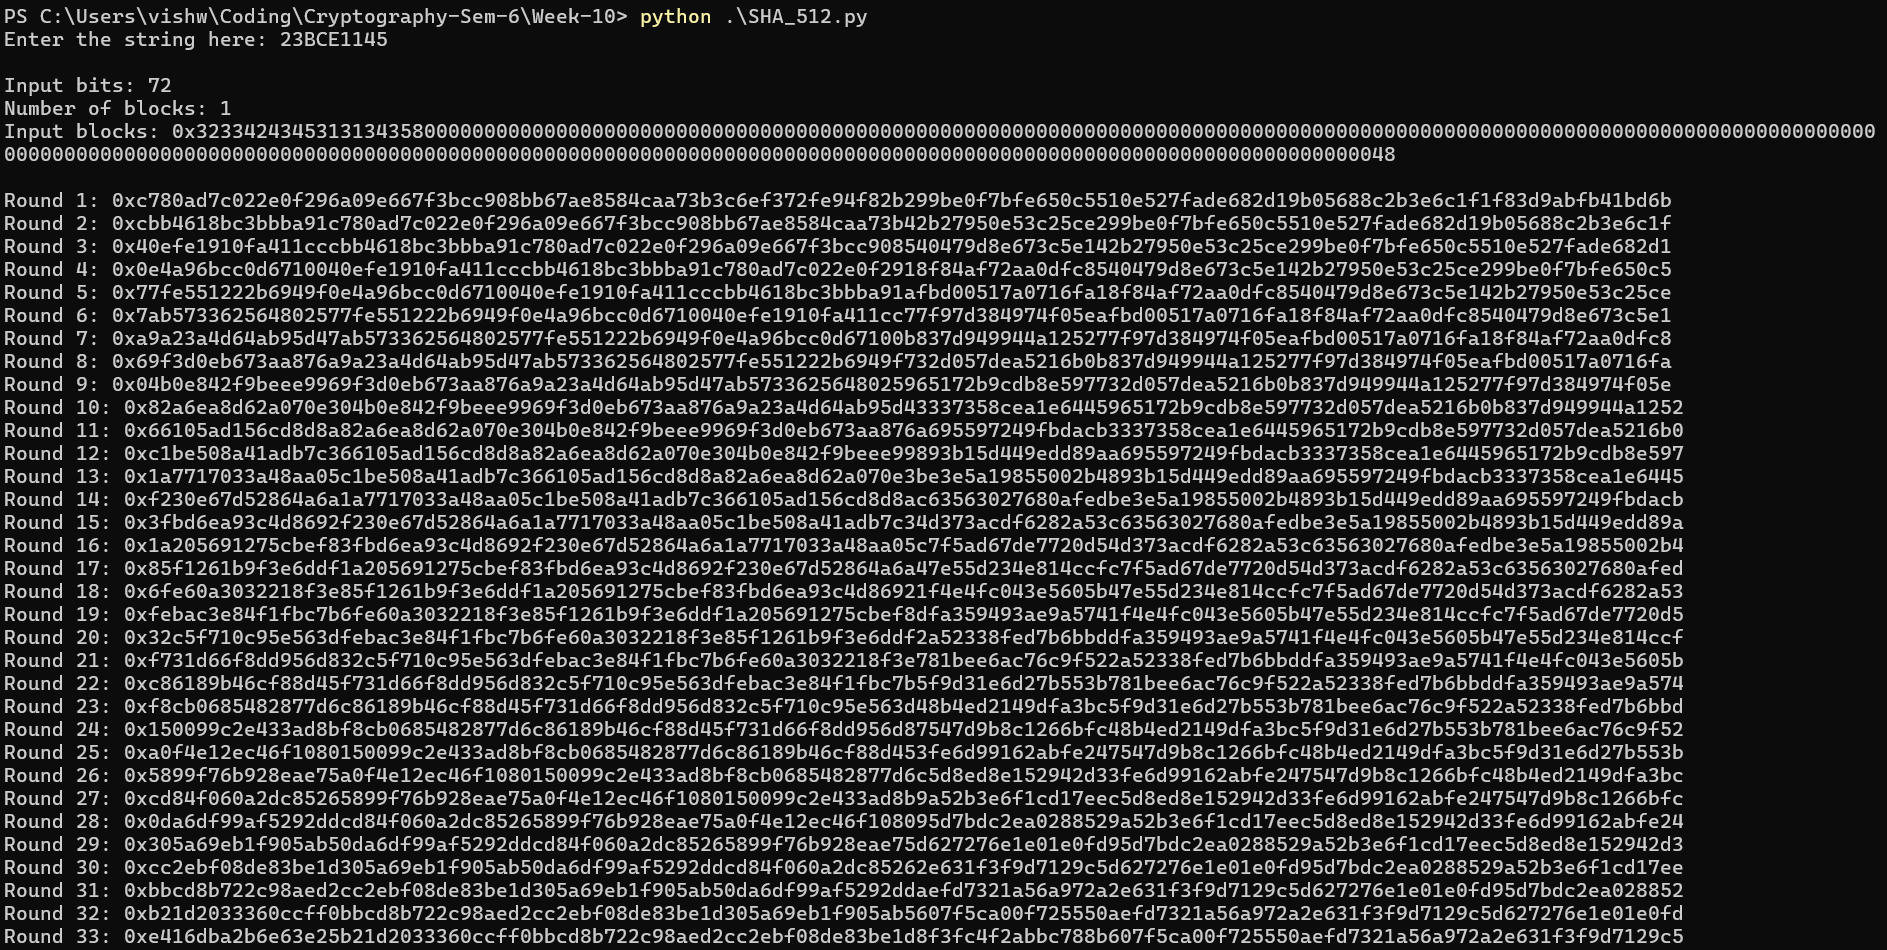 PS C:\Users\vishw\Coding\Cryptography-Sem-6\Week-10> python .\SHA_512.py
Enter the string here: 23BCE1145
Input bits: 72
Number of blocks: 1
Input blocks: 0x32334243453131343580000000000000000000000000000000000000000000000000000000000000000000000000000000000000000000000000000000000000000000000000
000000000000000000000000000000000000000000000000000000000000000000000000000000000000000000000000000000000000000000000048
Round 1: 0xc780ad7c022e0f296a09e667f3bcc908bb67ae8584caa73b3c6ef372fe94f82b299be0f7bfe650c5510e527fade682d19b05688c2b3e6c1f1f83d9abfb41bd6b
Round 2: 0xcbb4618bc3bbba91c780ad7c022e0f296a09e667f3bcc908bb67ae8584caa73b42b27950e53c25ce299be0f7bfe650c5510e527fade682d19b05688c2b3e6c1f
Round 3: 0x40efe1910fa411cccbb4618bc3bbba91c780ad7c022e0f296a09e667f3bcc908540479d8e673c5e142b27950e53c25ce299be0f7bfe650c5510e527fade682d1
Round 4: 0x0e4a96bcc0d6710040efe1910fa411cccbb4618bc3bbba91c780ad7c022e0f2918f84af72aa0dfc8540479d8e673c5e142b27950e53c25ce299be0f7bfe650c5
Round 5: 0x77fe551222b6949f0e4a96bcc0d6710040efe1910fa411cccbb4618bc3bbba91afbd00517a0716fa18f84af72aa0dfc8540479d8e673c5e142b27950e53c25ce
Round 6: 0x7ab573362564802577fe551222b6949f0e4a96bcc0d6710040efe1910fa411cc77f97d384974f05eafbd00517a0716fa18f84af72aa0dfc8540479d8e673c5e1
Round 7: 0xa9a23a4d64ab95d47ab573362564802577fe551222b6949f0e4a96bcc0d67100b837d949944a125277f97d384974f05eafbd00517a0716fa18f84af72aa0dfc8
Round 8: 0x69f3d0eb673aa876a9a23a4d64ab95d47ab573362564802577fe551222b6949f732d057dea5216b0b837d949944a125277f97d384974f05eafbd00517a0716fa
Round 9: 0x04b0e842f9beee9969f3d0eb673aa876a9a23a4d64ab95d47ab5733625648025965172b9cdb8e597732d057dea5216b0b837d949944a125277f97d384974f05e
Round 10: 0x82a6ea8d62a070e304b0e842f9beee9969f3d0eb673aa876a9a23a4d64ab95d43337358cea1e6445965172b9cdb8e597732d057dea5216b0b837d949944a1252
Round 11: 0x66105ad156cd8d8a82a6ea8d62a070e304b0e842f9beee9969f3d0eb673aa876a695597249fbdacb3337358cea1e6445965172b9cdb8e597732d057dea5216b0
Round 12: 0xc1be508a41adb7c366105ad156cd8d8a82a6ea8d62a070e304b0e842f9beee99893b15d449edd89aa695597249fbdacb3337358cea1e6445965172b9cdb8e597
Round 13: 0x1a7717033a48aa05c1be508a41adb7c366105ad156cd8d8a82a6ea8d62a070e3be3e5a19855002b4893b15d449edd89aa695597249fbdacb3337358cea1e6445
Round 14: 0xf230e67d52864a6a1a7717033a48aa05c1be508a41adb7c366105ad156cd8d8ac63563027680afedbe3e5a19855002b4893b15d449edd89aa695597249fbdacb
Round 15: 0x3fbd6ea93c4d8692f230e67d52864a6a1a7717033a48aa05c1be508a41adb7c34d373acdf6282a53c63563027680afedbe3e5a19855002b4893b15d449edd89a
Round 16: 0x1a205691275cbef83fbd6ea93c4d8692f230e67d52864a6a1a7717033a48aa05c7f5ad67de7720d54d373acdf6282a53c63563027680afedbe3e5a19855002b4
Round 17: 0x85f1261b9f3e6ddf1a205691275cbef83fbd6ea93c4d8692f230e67d52864a6a47e55d234e814ccfc7f5ad67de7720d54d373acdf6282a53c63563027680afed
Round 18: 0x6fe60a3032218f3e85f1261b9f3e6ddf1a205691275cbef83fbd6ea93c4d86921f4e4fc043e5605b47e55d234e814ccfc7f5ad67de7720d54d373acdf6282a53
Round 19: 0xfebac3e84f1fbc7b6fe60a3032218f3e85f1261b9f3e6ddf1a205691275cbef8dfa359493ae9a5741f4e4fc043e5605b47e55d234e814ccfc7f5ad67de7720d5
Round 20: 0x32c5f710c95e563dfebac3e84f1fbc7b6fe60a3032218f3e85f1261b9f3e6ddf2a52338fed7b6bbddfa359493ae9a5741f4e4fc043e5605b47e55d234e814ccf
Round 21: 0xf731d66f8dd956d832c5f710c95e563dfebac3e84f1fbc7b6fe60a3032218f3e781bee6ac76c9f522a52338fed7b6bbddfa359493ae9a5741f4e4fc043e5605b
Round 22: 0xc86189b46cf88d45f731d66f8dd956d832c5f710c95e563dfebac3e84f1fbc7b5f9d31e6d27b553b781bee6ac76c9f522a52338fed7b6bbddfa359493ae9a574
Round 23: 0xf8cb0685482877d6c86189b46cf88d45f731d66f8dd956d832c5f710c95e563d48b4ed2149dfa3bc5f9d31e6d27b553b781bee6ac76c9f522a52338fed7b6bbd
Round 24: 0x150099c2e433ad8bf8cb0685482877d6c86189b46cf88d45f731d66f8dd956d87547d9b8c1266bfc48b4ed2149dfa3bc5f9d31e6d27b553b781bee6ac76c9f52
Round 25: 0xa0f4e12ec46f1080150099c2e433ad8bf8cb0685482877d6c86189b46cf88d453fe6d99162abfe247547d9b8c1266bfc48b4ed2149dfa3bc5f9d31e6d27b553b
Round 26: 0x5899f76b928eae75a0f4e12ec46f1080150099c2e433ad8bf8cb0685482877d6c5d8ed8e152942d33fe6d99162abfe247547d9b8c1266bfc48b4ed2149dfa3bc
Round 27: 0xcd84f060a2dc85265899f76b928eae75a0f4e12ec46f1080150099c2e433ad8b9a52b3e6f1cd17eec5d8ed8e152942d33fe6d99162abfe247547d9b8c1266bfc
Round 28: 0x0da6df99af5292ddcd84f060a2dc85265899f76b928eae75a0f4e12ec46f108095d7bdc2ea0288529a52b3e6f1cd17eec5d8ed8e152942d33fe6d99162abfe24
Round 29: 0x305a69eb1f905ab50da6df99af5292ddcd84f060a2dc85265899f76b928eae75d627276e1e01e0fd95d7bdc2ea0288529a52b3e6f1cd17eec5d8ed8e152942d3
Round 30: 0xcc2ebf08de83be1d305a69eb1f905ab50da6df99af5292ddcd84f060a2dc85262e631f3f9d7129c5d627276e1e01e0fd95d7bdc2ea0288529a52b3e6f1cd17ee
Round 31: 0xbbcd8b722c98aed2cc2ebf08de83be1d305a69eb1f905ab50da6df99af5292ddaefd7321a56a972a2e631f3f9d7129c5d627276e1e01e0fd95d7bdc2ea028852
Round 32: 0xb21d2033360ccff0bbcd8b722c98aed2cc2ebf08de83be1d305a69eb1f905ab5607f5ca00f725550aefd7321a56a972a2e631f3f9d7129c5d627276e1e01e0fd
Round 33: 0xe416dba2b6e63e25b21d2033360ccff0bbcd8b722c98aed2cc2ebf08de83be1d8f3fc4f2abbc788b607f5ca00f725550aefd7321a56a972a2e631f3f9d7129c5